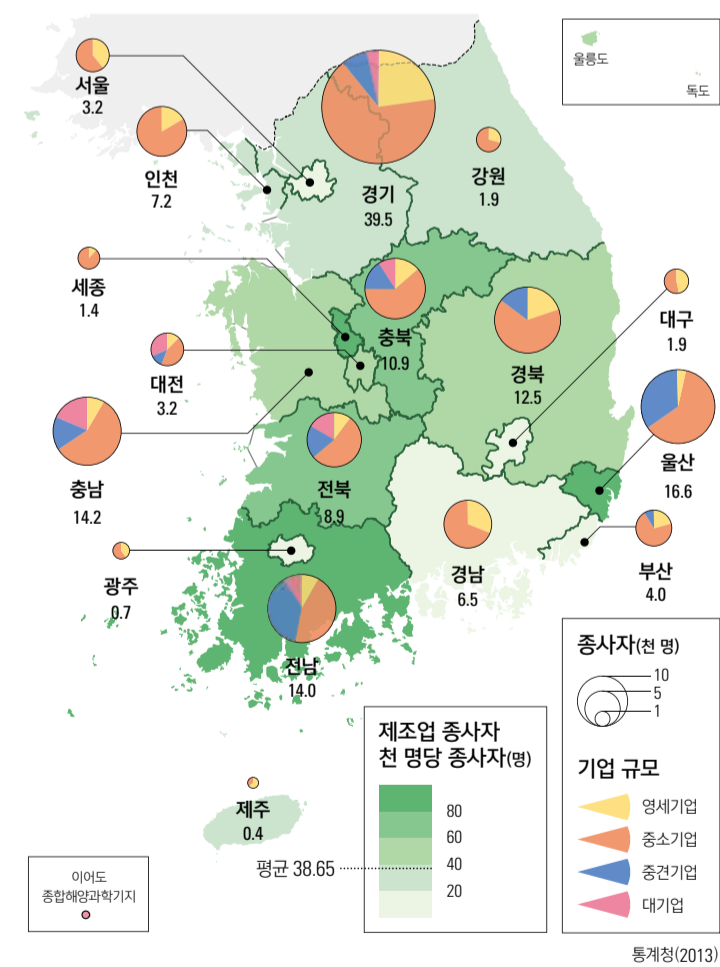 울릉도
독도
서울
3.2
인천
7.2
경기
39.5
강원
1.9
세종
1.4
대전
3.2
충남
14.2
충북
10.9
경북
12.5
대구
1.9
울산
16.6
전북
8.9
광주
0.7
경남
6.5
부산
4.0
전남
14.0
제주
0.4
종사자(천 명)
10
5
1
기업 규모
영세기업
중소기업
중견기업
대기업
제조업 종사자
천 명당 종사자(명)
80
60
40
20
평균 38.65
이어도
종합해양과학기지
통계청(2013)